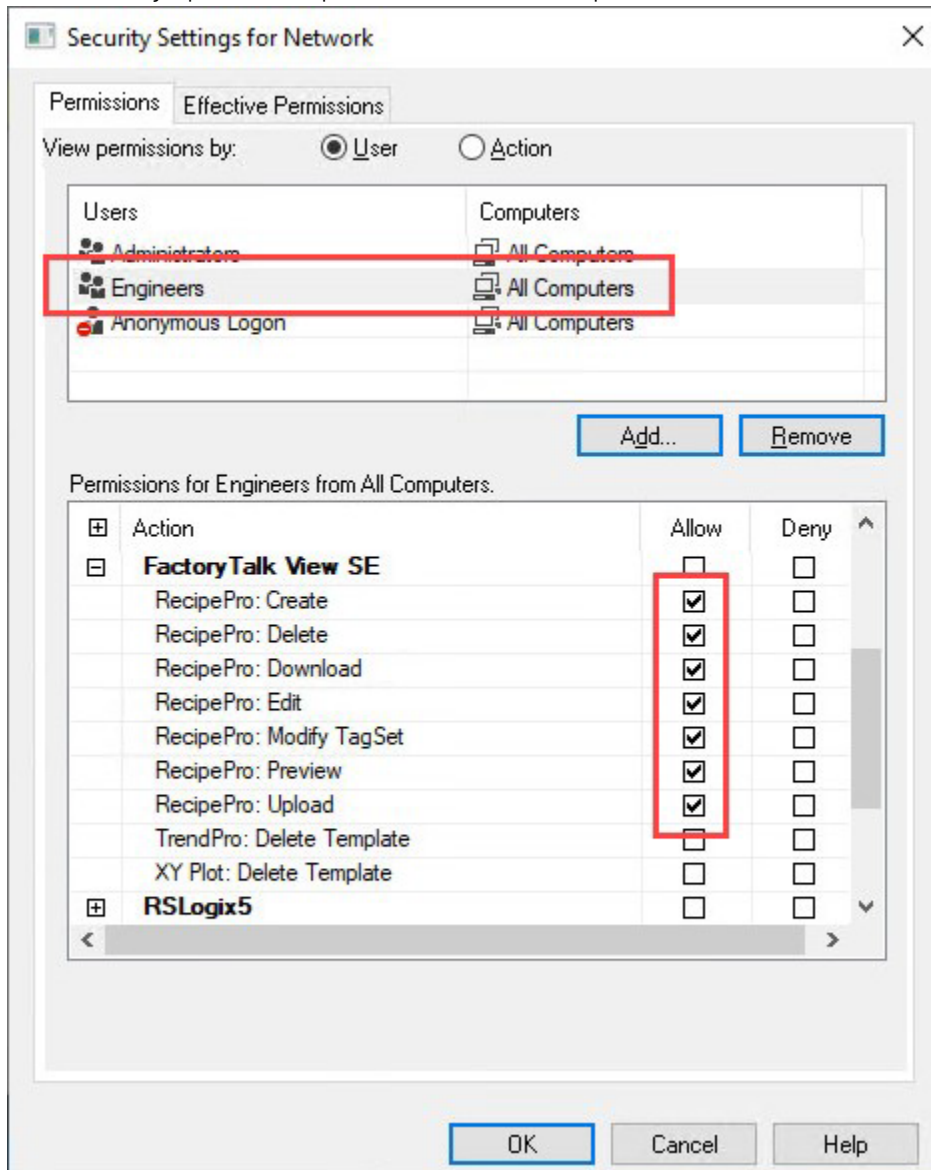 Security Settings for Network
Permissions Effective Permissions
View permissions by: User Action
Users Computers
Administrators All Computers
Engineers All Computers
Anonymous Logon All Computers
Add... Remove
Permissions for Engineers from All Computers.
Action Allow Deny
FactoryTalk View SE
RecipePro: Create
RecipePro: Delete
RecipePro: Download
RecipePro: Edit
RecipePro: Modify TagSet
RecipePro: Preview
RecipePro: Upload
TrendPro: Delete Template
XY Plot: Delete Template
RSLogix5
OK Cancel Help